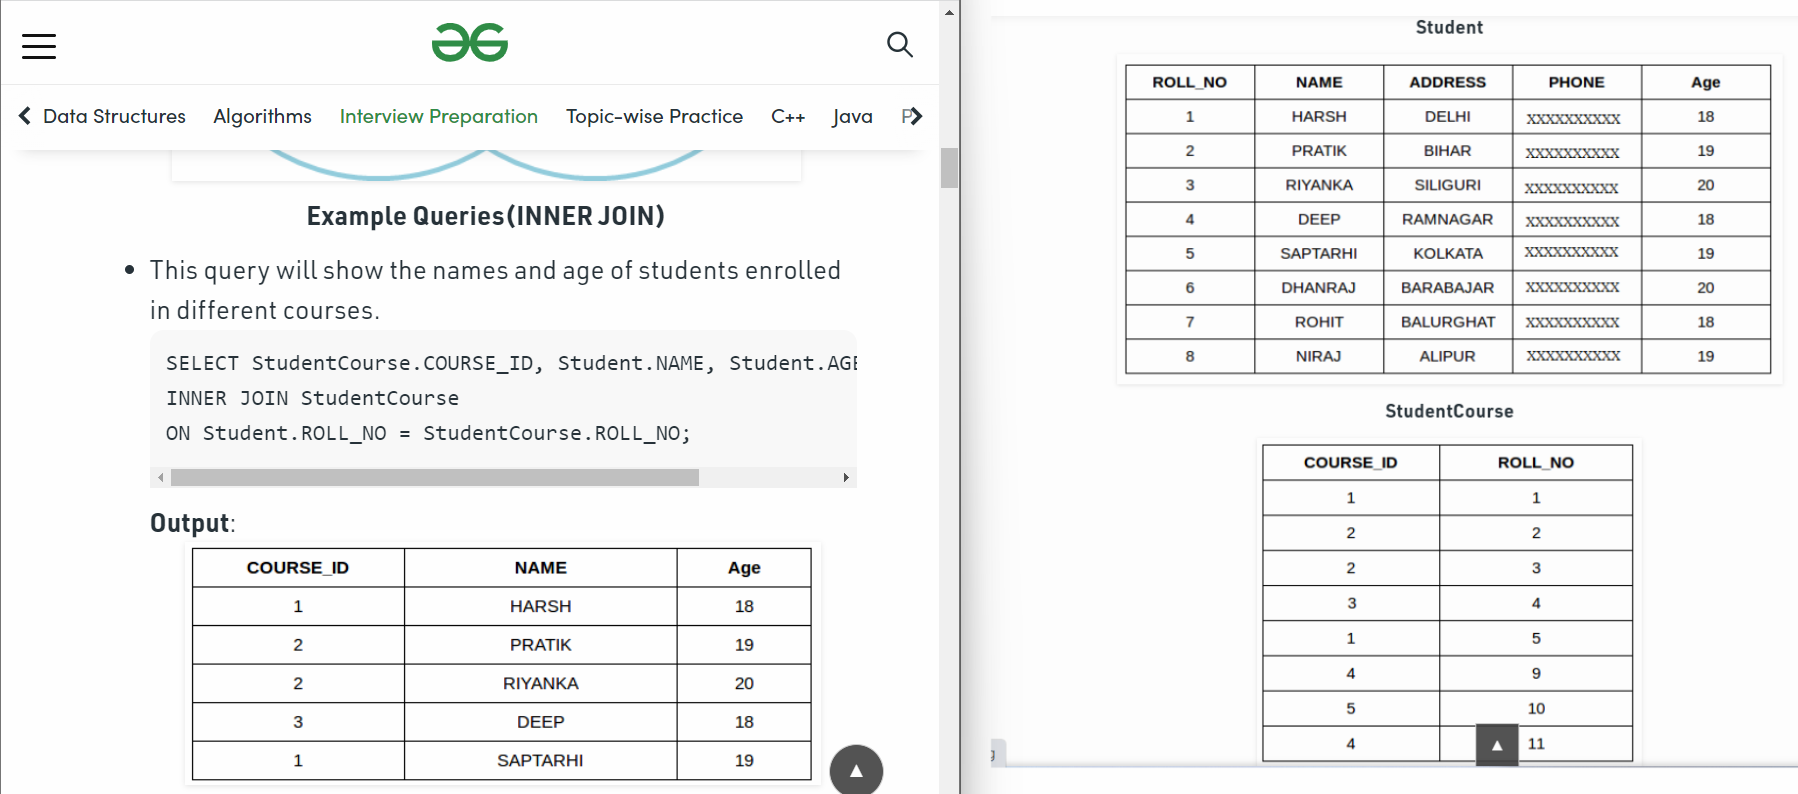 Data Structures Algorithms Interview Preparation Topic-wise Practice C++ Java P
Example Queries(INNER JOIN)
This query will show the names and age of students enrolled
in different courses.
SELECT StudentCourse.COURSE_ID, Student.NAME, Student.AGE
INNER JOIN StudentCourse
ON Student.ROLL_NO = StudentCourse.ROLL_NO;
Output:
COURSE_ID NAME Age
1 HARSH 18
2 PRATIK 19
2 RIYANKA 20
3 DEEP 18
1 SAPTARHI 19
Student
ROLL_NO NAME ADDRESS PHONE Age
1 HARSH DELHI XXXXXXXXXX 18
2 PRATIK BIHAR XXXXXXXXXX 19
3 RIYANKA SILIGURI XXXXXXXXXX 20
4 DEEP RAMNAGAR XXXXXXXXXX 18
5 SAPTARHI KOLKATA XXXXXXXXXX 19
6 DHANRAJ BARABAJAR XXXXXXXXXX 20
7 ROHIT BALURGHAT XXXXXXXXXX 18
8 NIRAJ ALIPUR XXXXXXXXXX 19
StudentCourse
COURSE_ID ROLL_NO
1 1
2 2
2 3
3 4
1 5
4 9
5 10
4 11